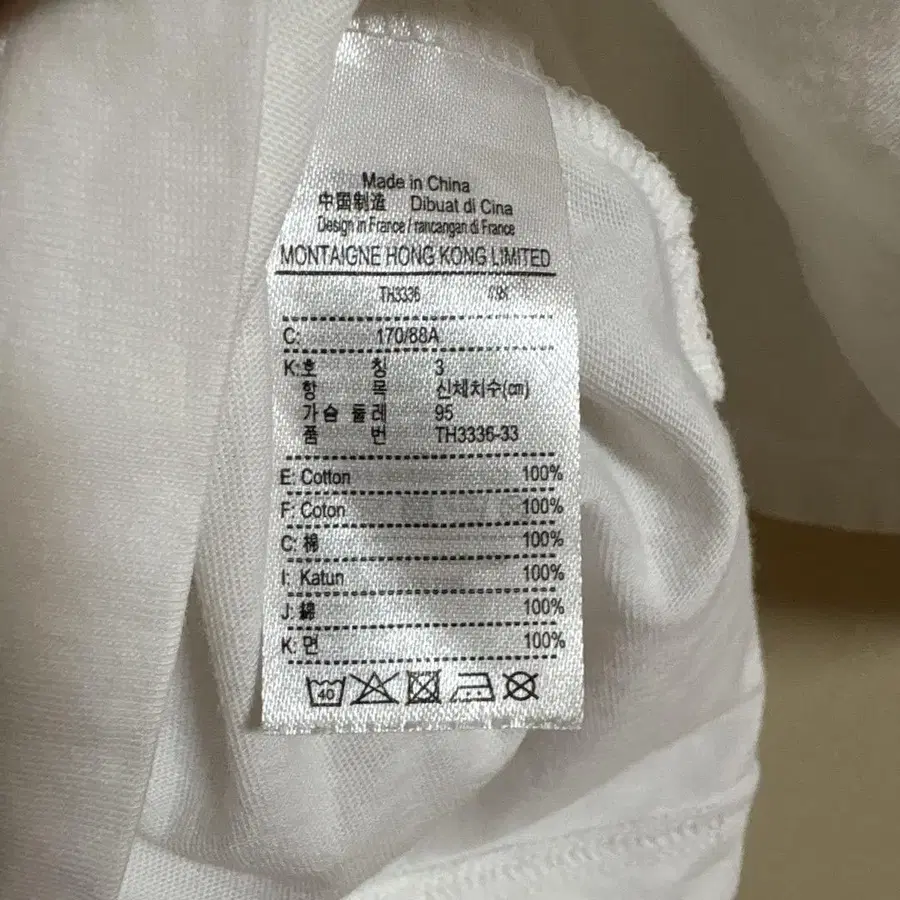 Made in China
中国制造 Dibuat di Cina
Design in France / rancangan di France
MONTAIGNE HONG KONG LIMITED
TH3336
C: 170/88A
K: 호 칭 3
항 목 신체치수(cm)
가슴 둘레 95
품 번 TH3336-33
E: Cotton 100%
F: Coton 100%
C: 棉 100%
I: Katun 100%
J: 綿 100%
K: 면 100%
40